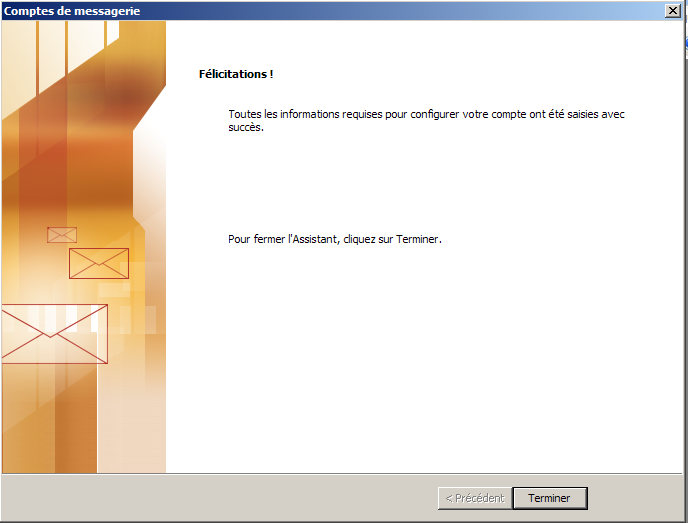 Comptes de messagerie
Félicitations !
Toutes les informations requises pour configurer votre compte ont été saisies avec
succès.
Pour fermer l'Assistant, cliquez sur Terminer.
< Précédent
Terminer